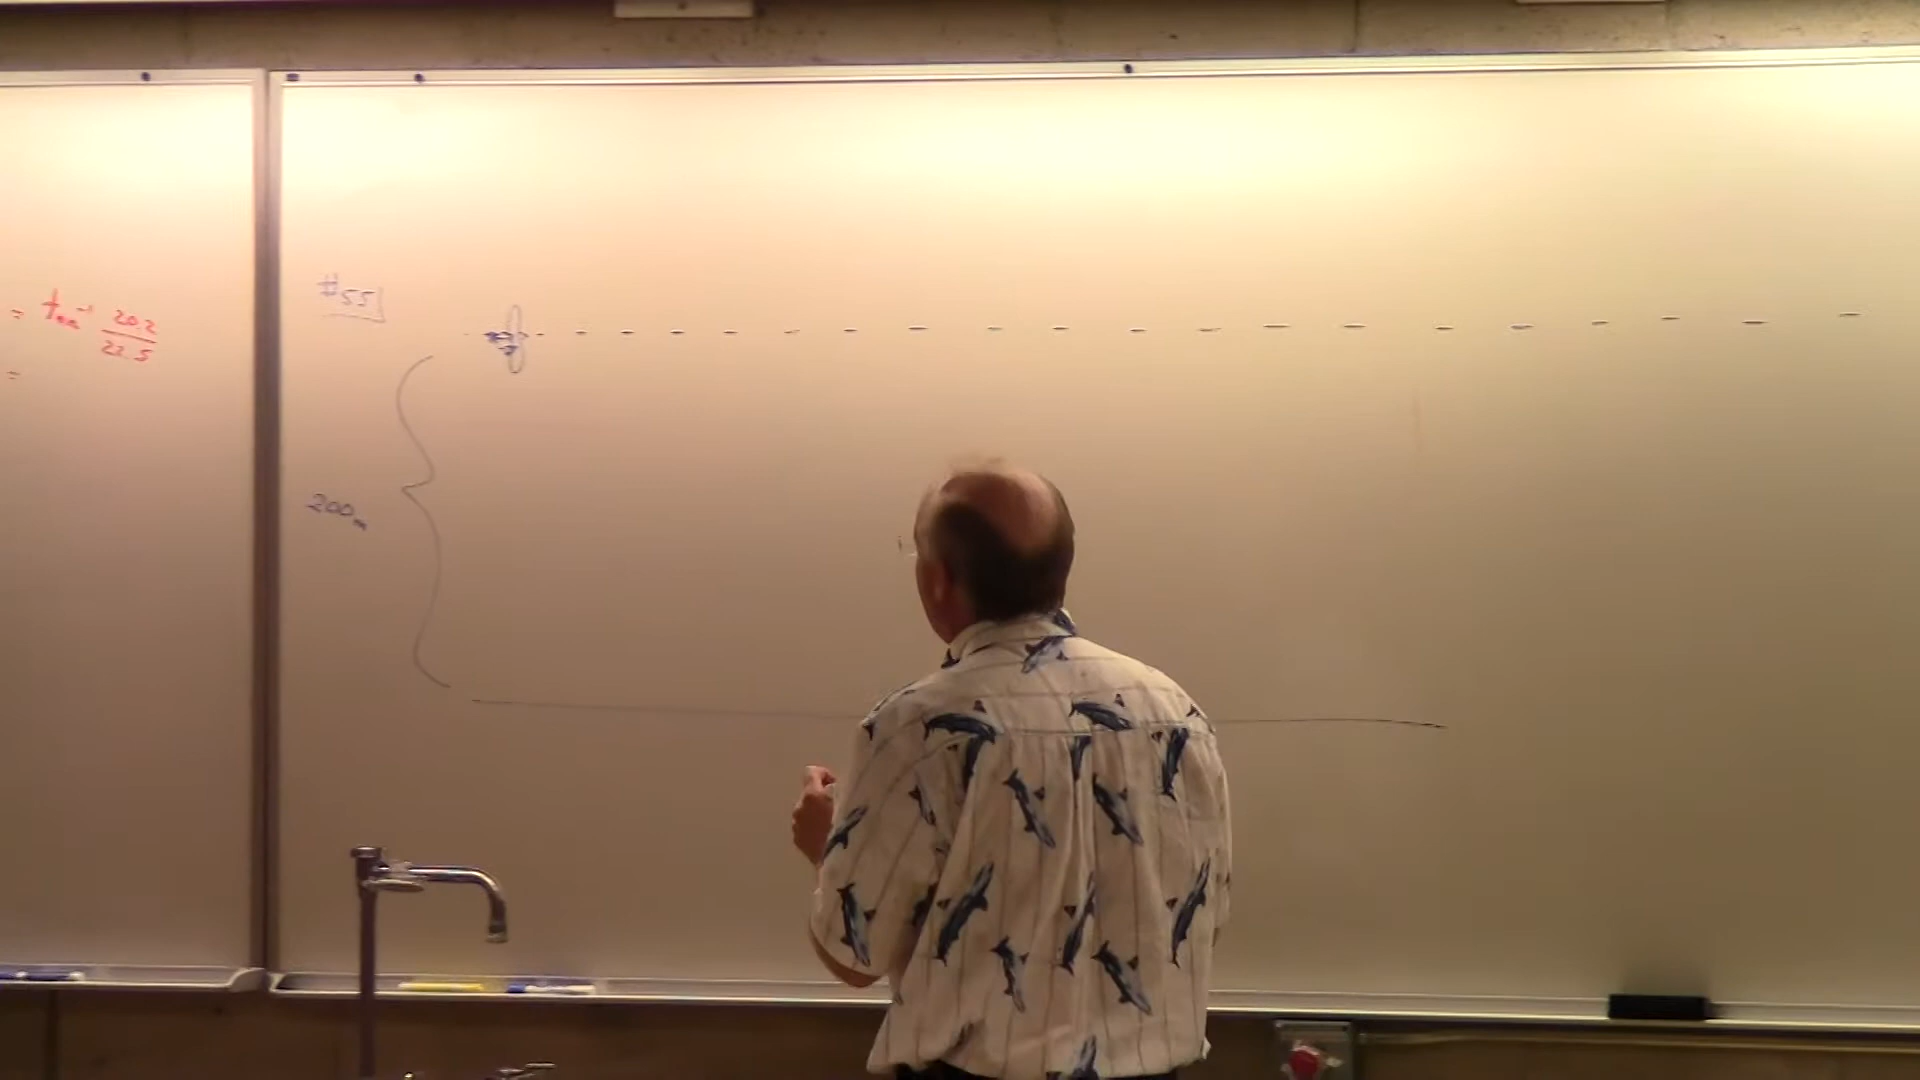 = tan⁻¹ 20.2
22.5
=
#55
200m